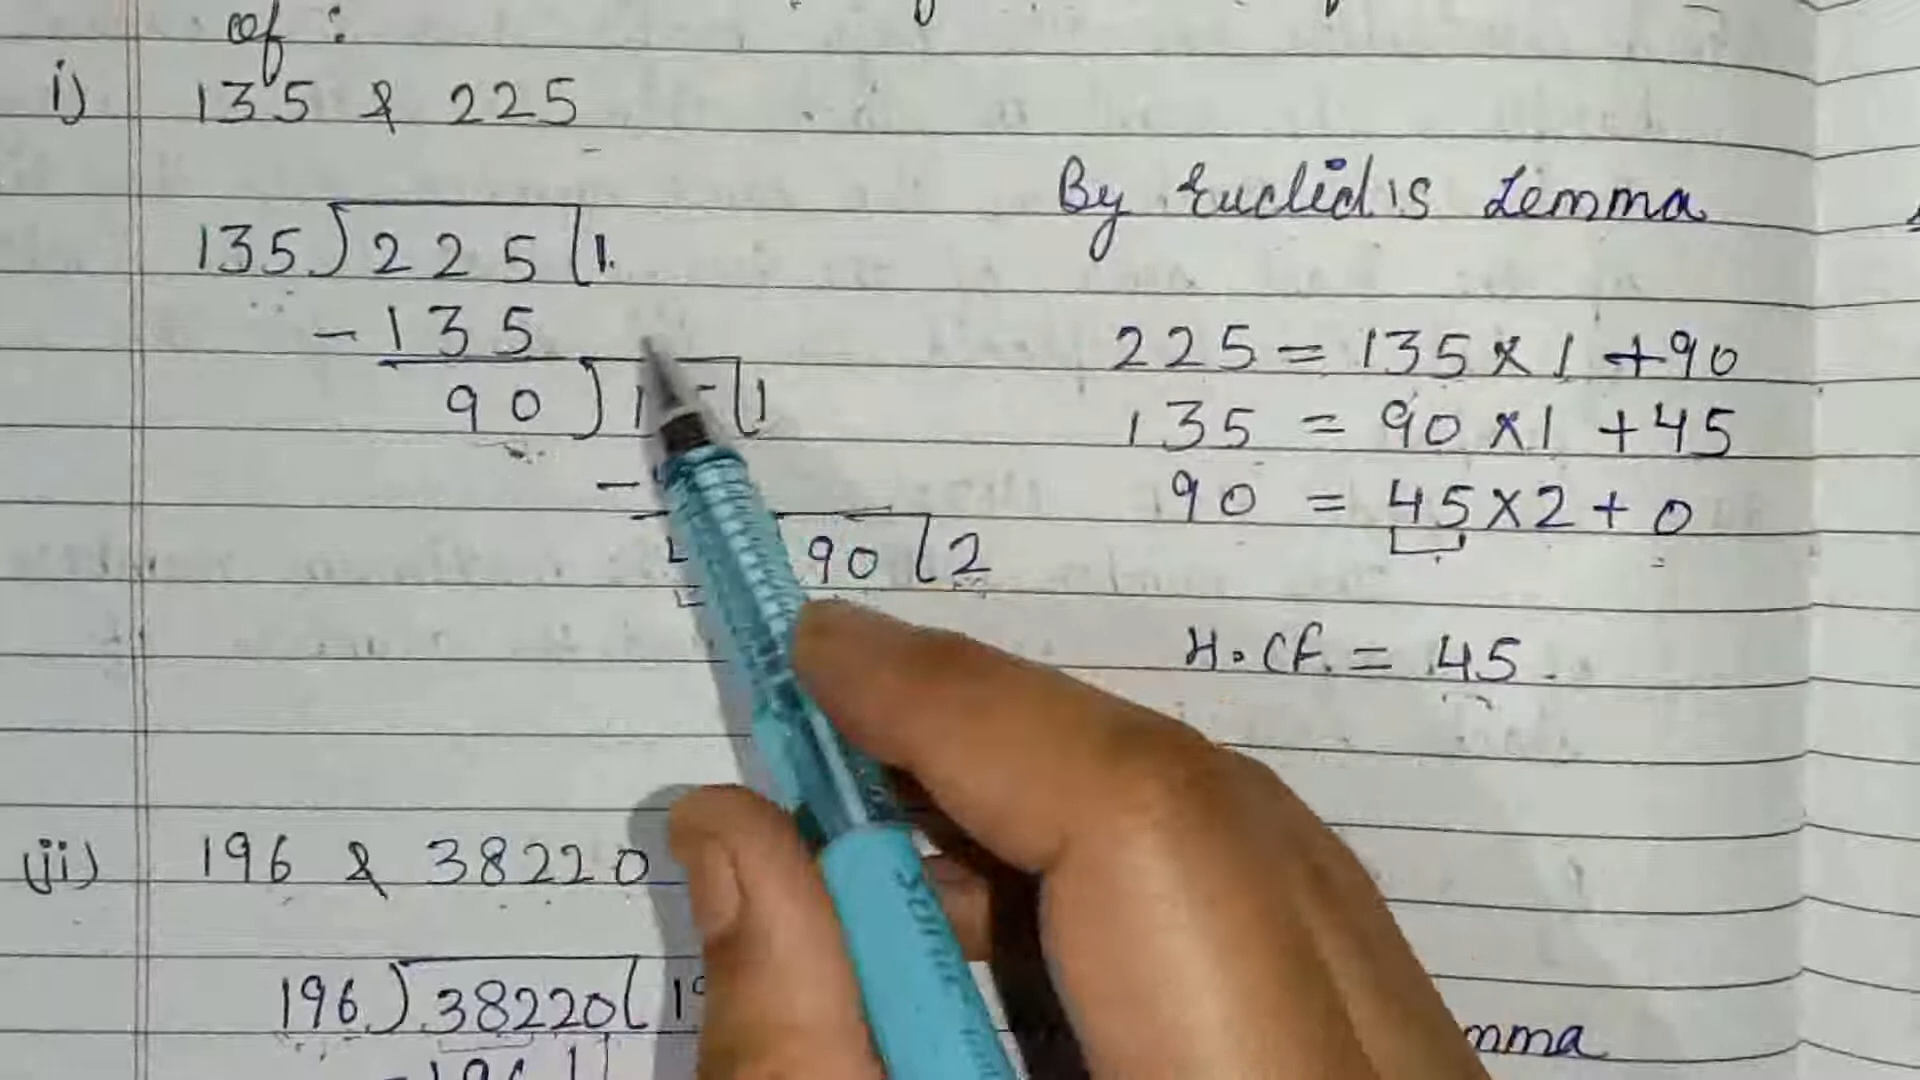 of :
i) 135 & 225
By Euclid's Lemma
135)225(1.
-135
225 = 135 x 1 + 90
90) (1
135 = 90 x 1 + 45
-
90 = 45 x 2 + 0
90 (2
H.CF. = 45
(ii) 196 & 38220
196)38220(